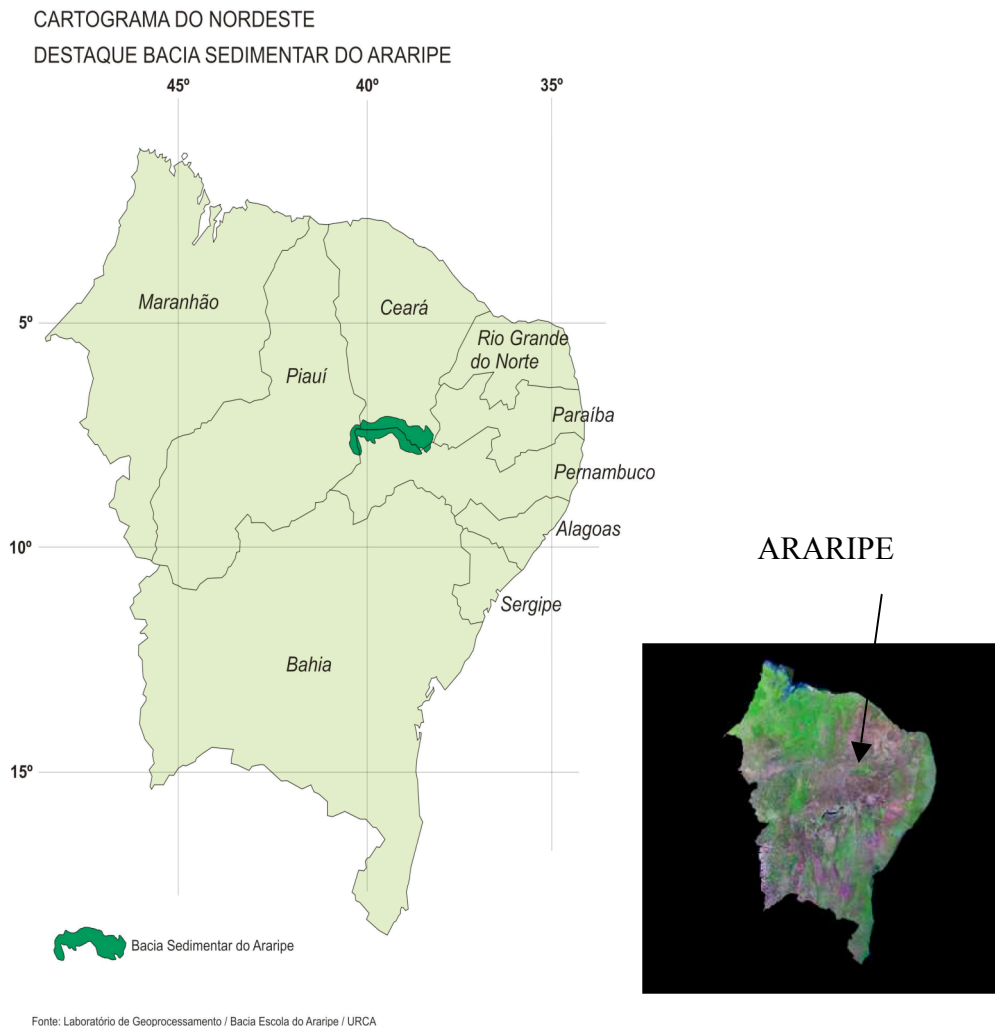 CARTOGRAMA DO NORDESTE
DESTAQUE BACIA SEDIMENTAR DO ARARIPE
45º 40º 35º
Maranhão
Ceará
5º
Rio Grande
do Norte
Piauí
Paraíba
Pernambuco
Alagoas
10º
ARARIPE
Sergipe
Bahia
15º
Bacia Sedimentar do Araripe
Fonte: Laboratório de Geoprocessamento / Bacia Escola do Araripe / URCA